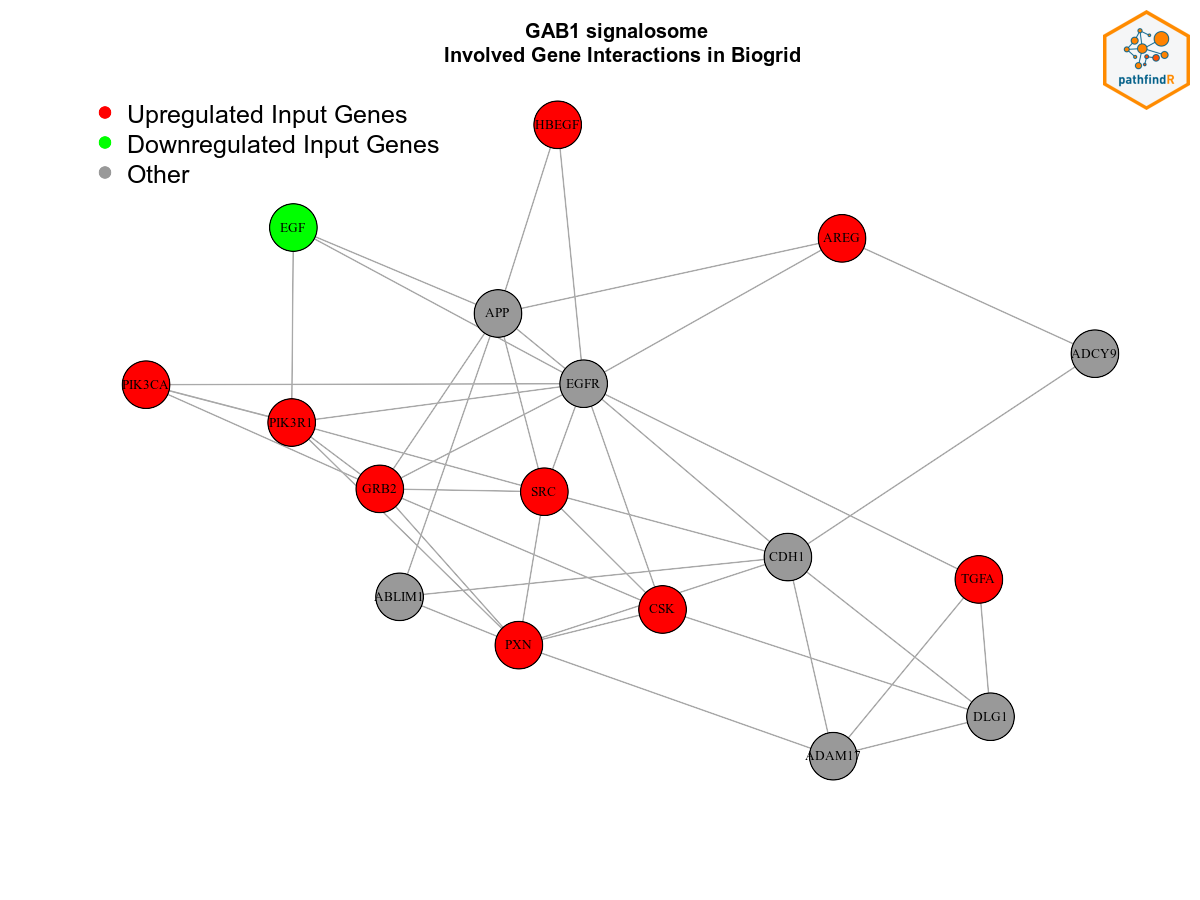 GAB1 signalosome
Involved Gene Interactions in Biogrid
pathfindR
Upregulated Input Genes
Downregulated Input Genes
Other
HBEGF
EGF
AREG
APP
ADCY9
EGFR
PIK3CA
PIK3R1
GRB2
SRC
CDH1
TGFA
ABLIM1
CSK
PXN
DLG1
ADAM17